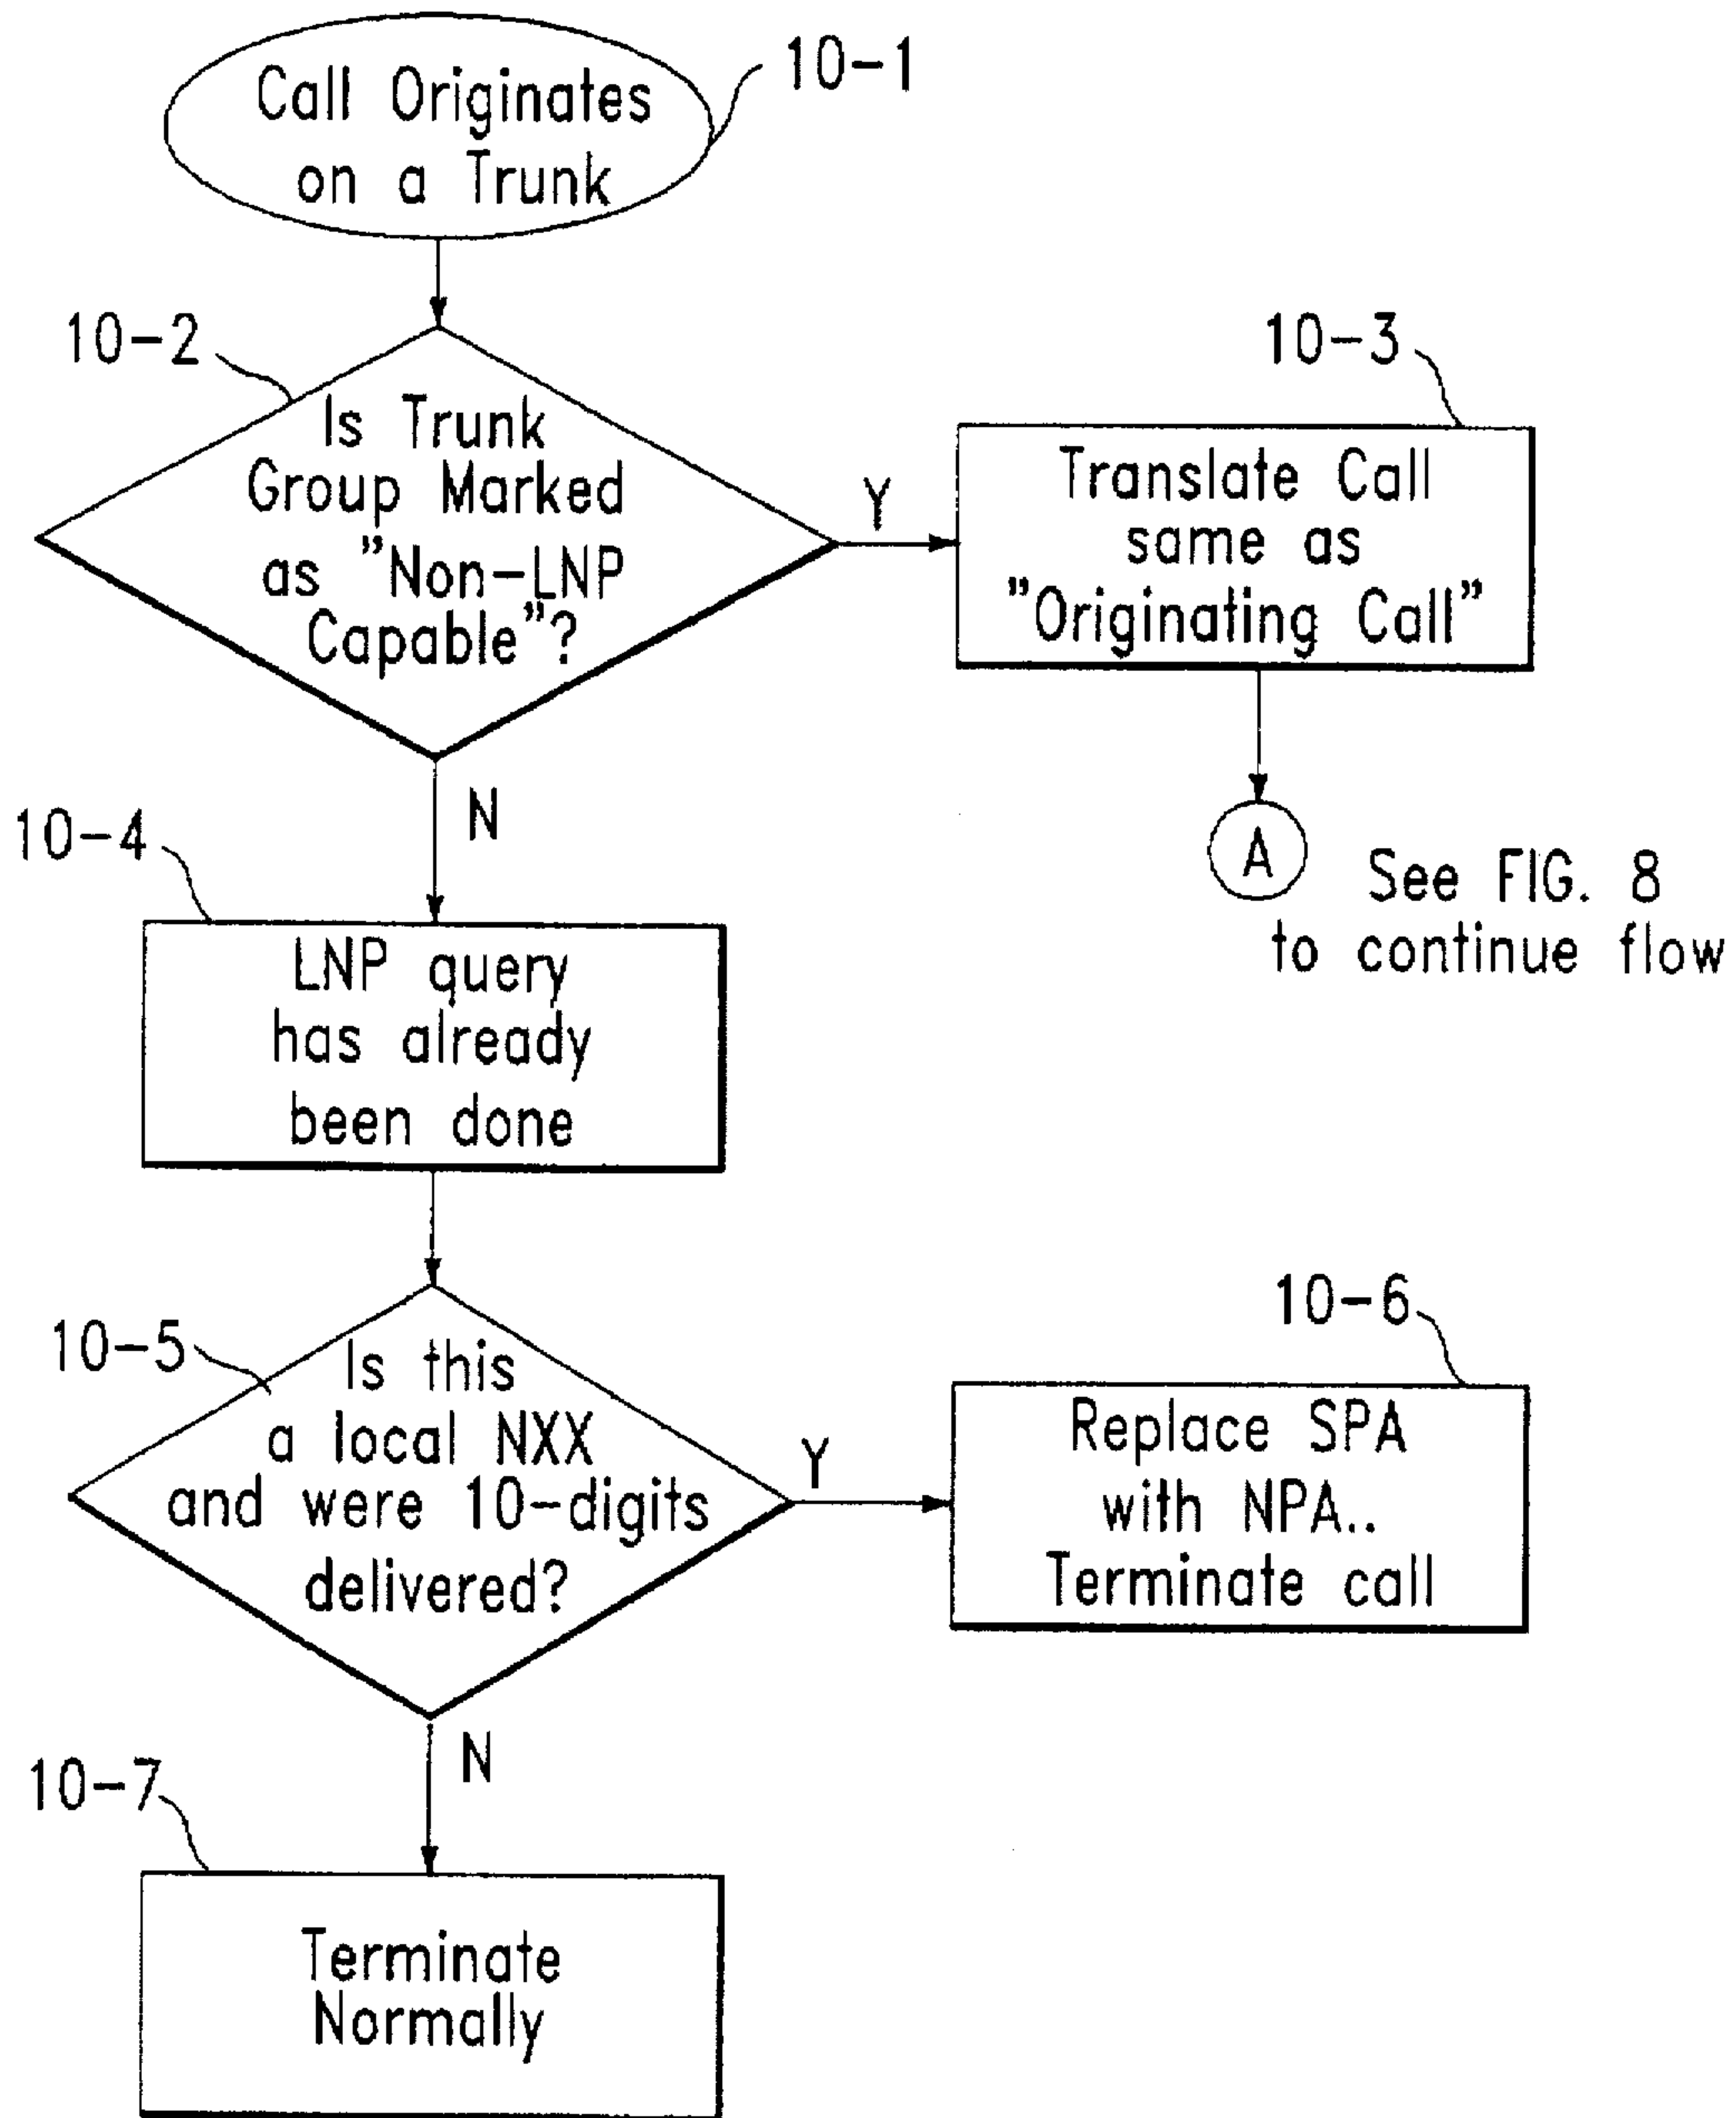 Call Originates
on a Trunk
10-1
10-2
Is Trunk
Group Marked
as "Non-LNP
Capable"?
Y
10-3
Translate Call
same as
"Originating Call"
A
See FIG. 8
to continue flow
N
10-4
LNP query
has already
been done
10-5
Is this
a local NXX
and were 10-digits
delivered?
Y
10-6
Replace SPA
with NPA..
Terminate call
N
10-7
Terminate
Normally